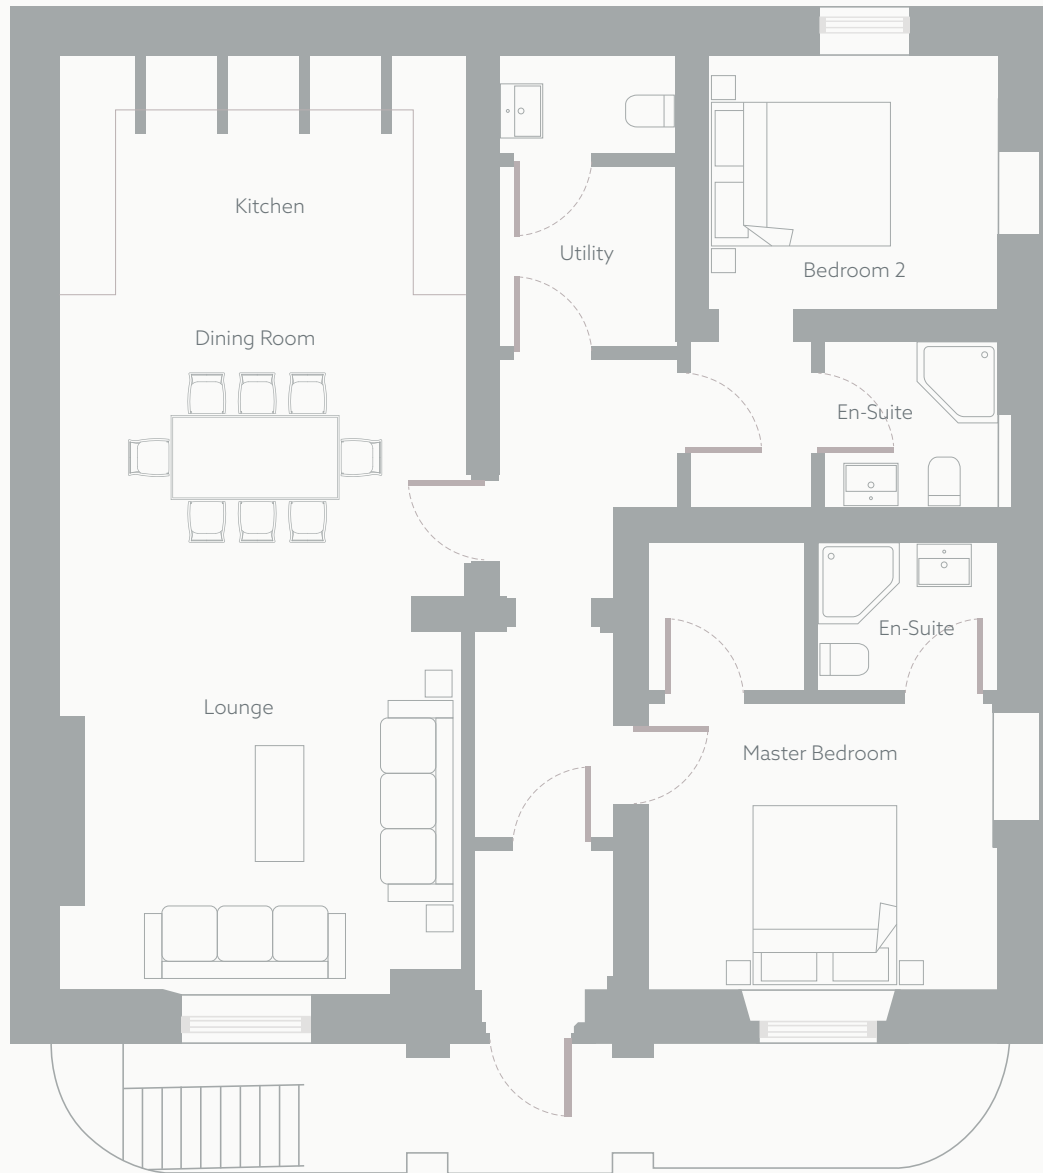 Kitchen
Utility
Bedroom 2
Dining Room
En-Suite
En-Suite
Lounge
Master Bedroom